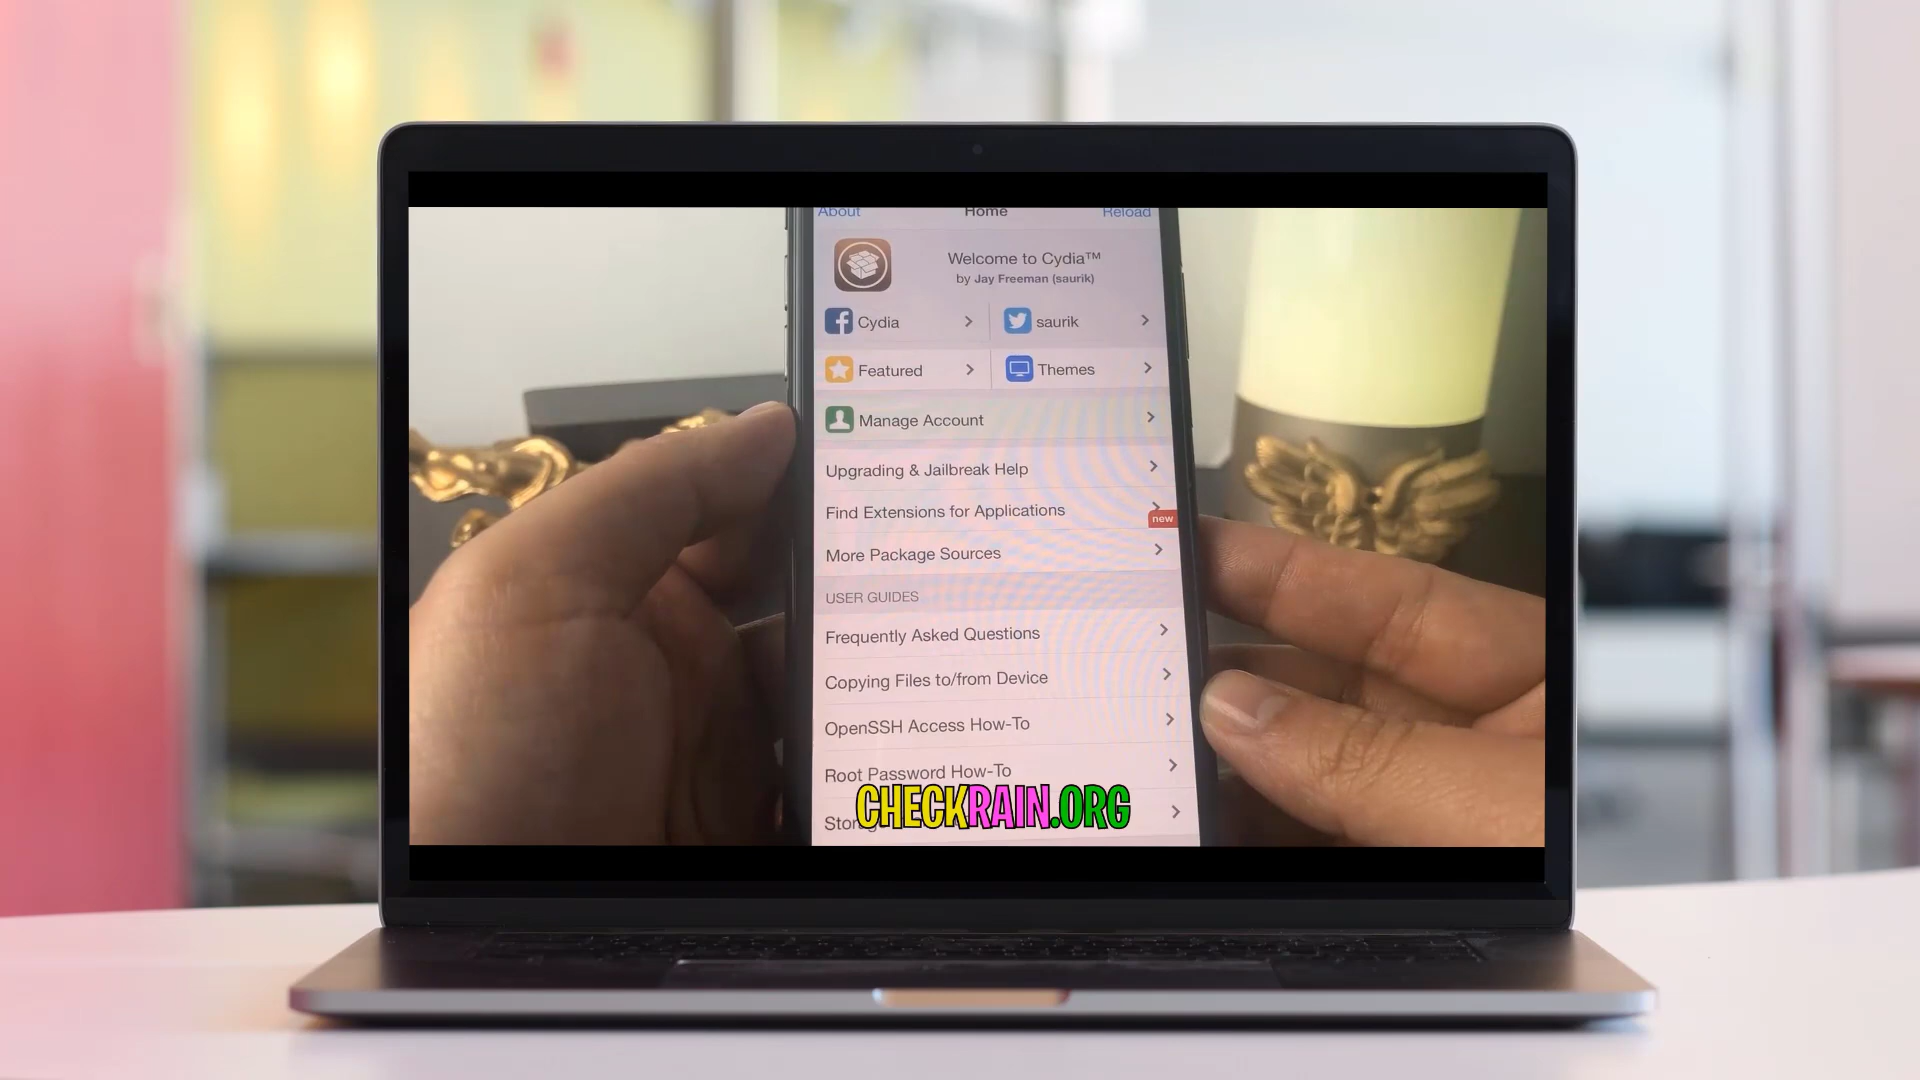 About Home Reload
Welcome to Cydia™
by Jay Freeman (saurik)
Cydia saurik
Featured Themes
Manage Account
Upgrading & Jailbreak Help
Find Extensions for Applications
new
More Package Sources
USER GUIDES
Frequently Asked Questions
Copying Files to/from Device
OpenSSH Access How-To
Root Password How-To
CHECKRAIN.ORG